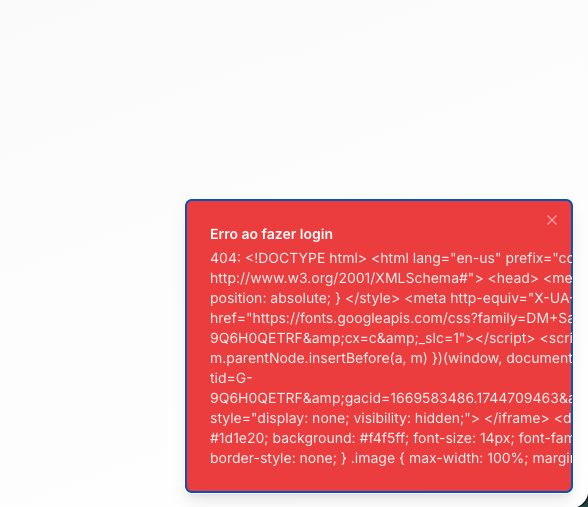 Erro ao fazer login
404: <!DOCTYPE html> <html lang="en-us" prefix="co
http://www.w3.org/2001/XMLSchema#"> <head> <me
position: absolute; } </style> <meta http-equiv="X-UA-
href="https://fonts.googleapis.com/css?family=DM+Sa
9Q6H0QETRF&amp;cx=c&amp;_slc=1"></script> <scri
m.parentNode.insertBefore(a, m) })(window, document
tid=G-
9Q6H0QETRF&amp;gacid=1669583486.1744709463&a
style="display: none; visibility: hidden;"> </iframe> <d
#1d1e20; background: #f4f5ff; font-size: 14px; font-fam
border-style: none; } .image { max-width: 100%; margi